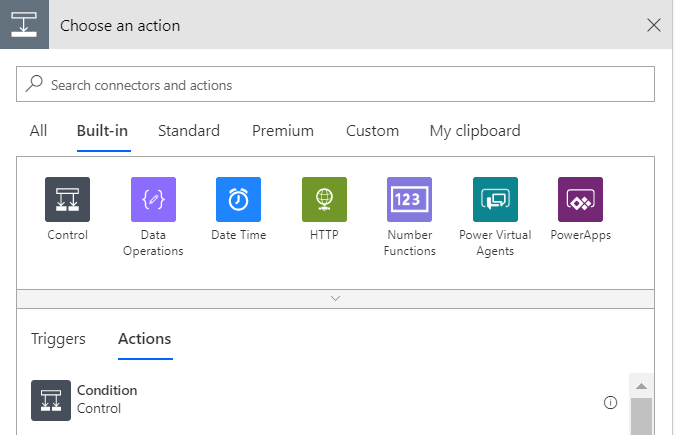 Choose an action
Search connectors and actions
All Built-in Standard Premium Custom My clipboard
123
Control Data Operations Date Time HTTP Number Functions Power Virtual Agents PowerApps
Triggers Actions
Condition
Control